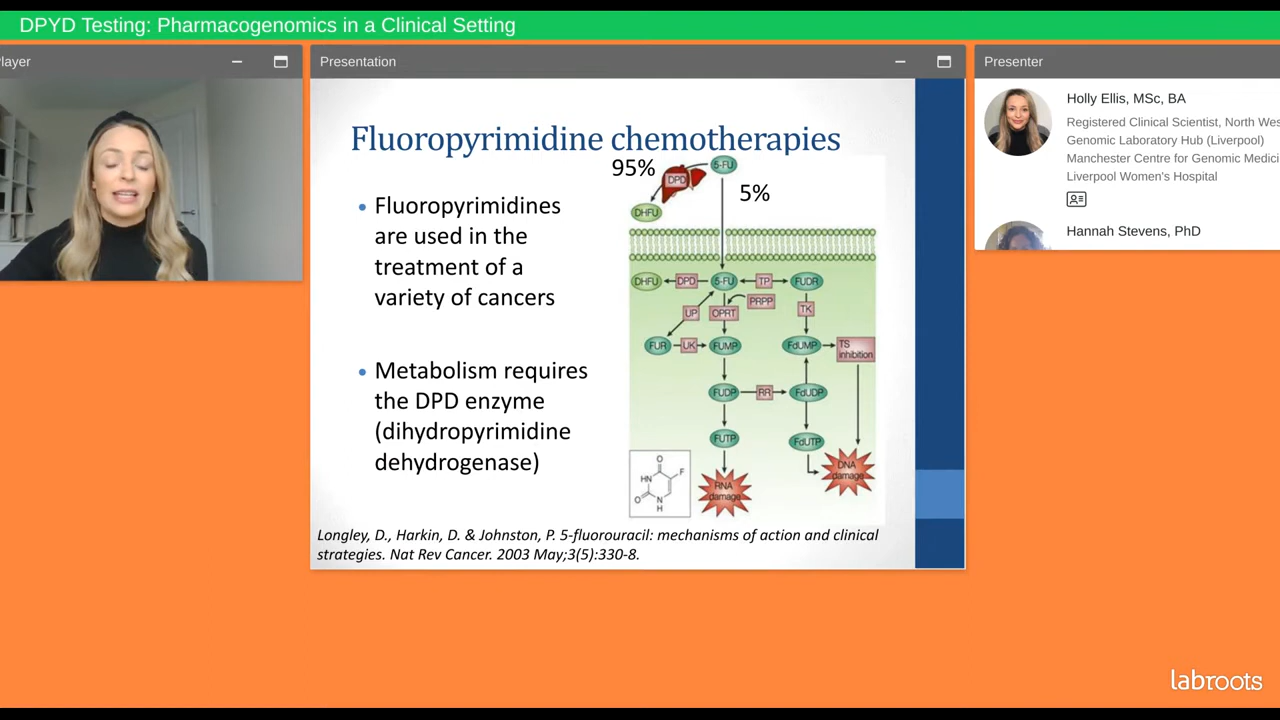 DPYD Testing: Pharmacogenomics in a Clinical Setting
layer
Presentation
Presenter
Fluoropyrimidine chemotherapies
Fluoropyrimidines
are used in the
treatment of a
variety of cancers
Metabolism requires
the DPD enzyme
(dihydropyrimidine
dehydrogenase)
95%
5-FU
DPD
5%
DHFU
DHFU
DPD
5-FU
TP
FUDR
UP
OPRT
PRPP
TK
FUR
UK
FUMP
FdUMP
TS
inhibition
FUDP
RR
FdUDP
FUTP
FdUTP
RNA
damage
DNA
damage
O
F
HN
O
N
H
Longley, D., Harkin, D. & Johnston, P. 5-fluorouracil: mechanisms of action and clinical
strategies. Nat Rev Cancer. 2003 May;3(5):330-8.
Holly Ellis, MSc, BA
Registered Clinical Scientist, North Wes
Genomic Laboratory Hub (Liverpool)
Manchester Centre for Genomic Medici
Liverpool Women's Hospital
Hannah Stevens, PhD
labroots